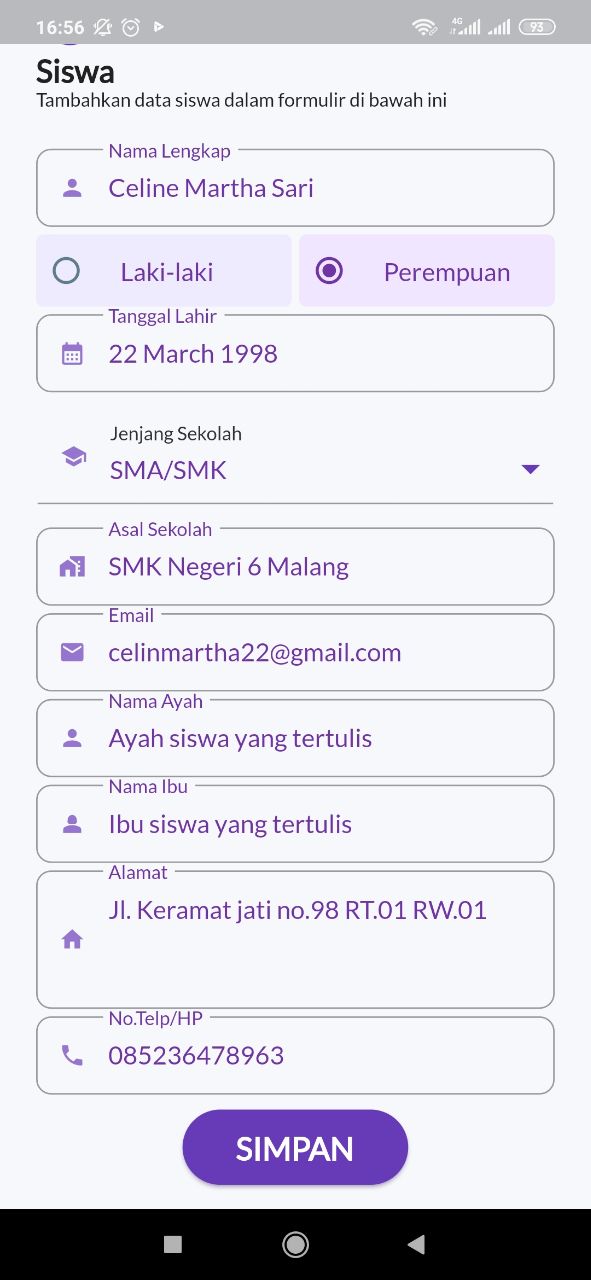 16:56
4G
93
Siswa
Tambahkan data siswa dalam formulir di bawah ini
Nama Lengkap
Celine Martha Sari
Laki-laki
Perempuan
Tanggal Lahir
22 March 1998
Jenjang Sekolah
SMA/SMK
Asal Sekolah
SMK Negeri 6 Malang
Email
celinmartha22@gmail.com
Nama Ayah
Ayah siswa yang tertulis
Nama Ibu
Ibu siswa yang tertulis
Alamat
Jl. Keramat jati no.98 RT.01 RW.01
No.Telp/HP
085236478963
SIMPAN